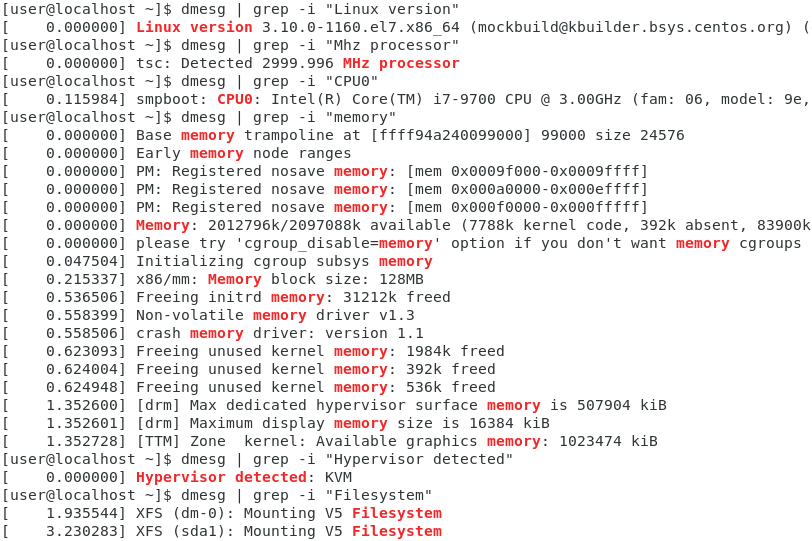 [user@localhost ~]$ dmesg | grep -i "Linux version"
[    0.000000] Linux version 3.10.0-1160.el7.x86_64 (mockbuild@kbuilder.bsys.centos.org) (
[user@localhost ~]$ dmesg | grep -i "Mhz processor"
[    0.000000] tsc: Detected 2999.996 MHz processor
[user@localhost ~]$ dmesg | grep -i "CPU0"
[    0.115984] smpboot: CPU0: Intel(R) Core(TM) i7-9700 CPU @ 3.00GHz (fam: 06, model: 9e,
[user@localhost ~]$ dmesg | grep -i "memory"
[    0.000000] Base memory trampoline at [ffff94a240099000] 99000 size 24576
[    0.000000] Early memory node ranges
[    0.000000] PM: Registered nosave memory: [mem 0x0009f000-0x0009ffff]
[    0.000000] PM: Registered nosave memory: [mem 0x000a0000-0x000effff]
[    0.000000] PM: Registered nosave memory: [mem 0x000f0000-0x000fffff]
[    0.000000] Memory: 2012796k/2097088k available (7788k kernel code, 392k absent, 83900k
[    0.000000] please try 'cgroup_disable=memory' option if you don't want memory cgroups
[    0.047504] Initializing cgroup subsys memory
[    0.215337] x86/mm: Memory block size: 128MB
[    0.536506] Freeing initrd memory: 31212k freed
[    0.558399] Non-volatile memory driver v1.3
[    0.558506] crash memory driver: version 1.1
[    0.623093] Freeing unused kernel memory: 1984k freed
[    0.624004] Freeing unused kernel memory: 392k freed
[    0.624948] Freeing unused kernel memory: 536k freed
[    1.352600] [drm] Max dedicated hypervisor surface memory is 507904 kiB
[    1.352601] [drm] Maximum display memory size is 16384 kiB
[    1.352728] [TTM] Zone  kernel: Available graphics memory: 1023474 kiB
[user@localhost ~]$ dmesg | grep -i "Hypervisor detected"
[    0.000000] Hypervisor detected: KVM
[user@localhost ~]$ dmesg | grep -i "Filesystem"
[    1.935544] XFS (dm-0): Mounting V5 Filesystem
[    3.230283] XFS (sda1): Mounting V5 Filesystem